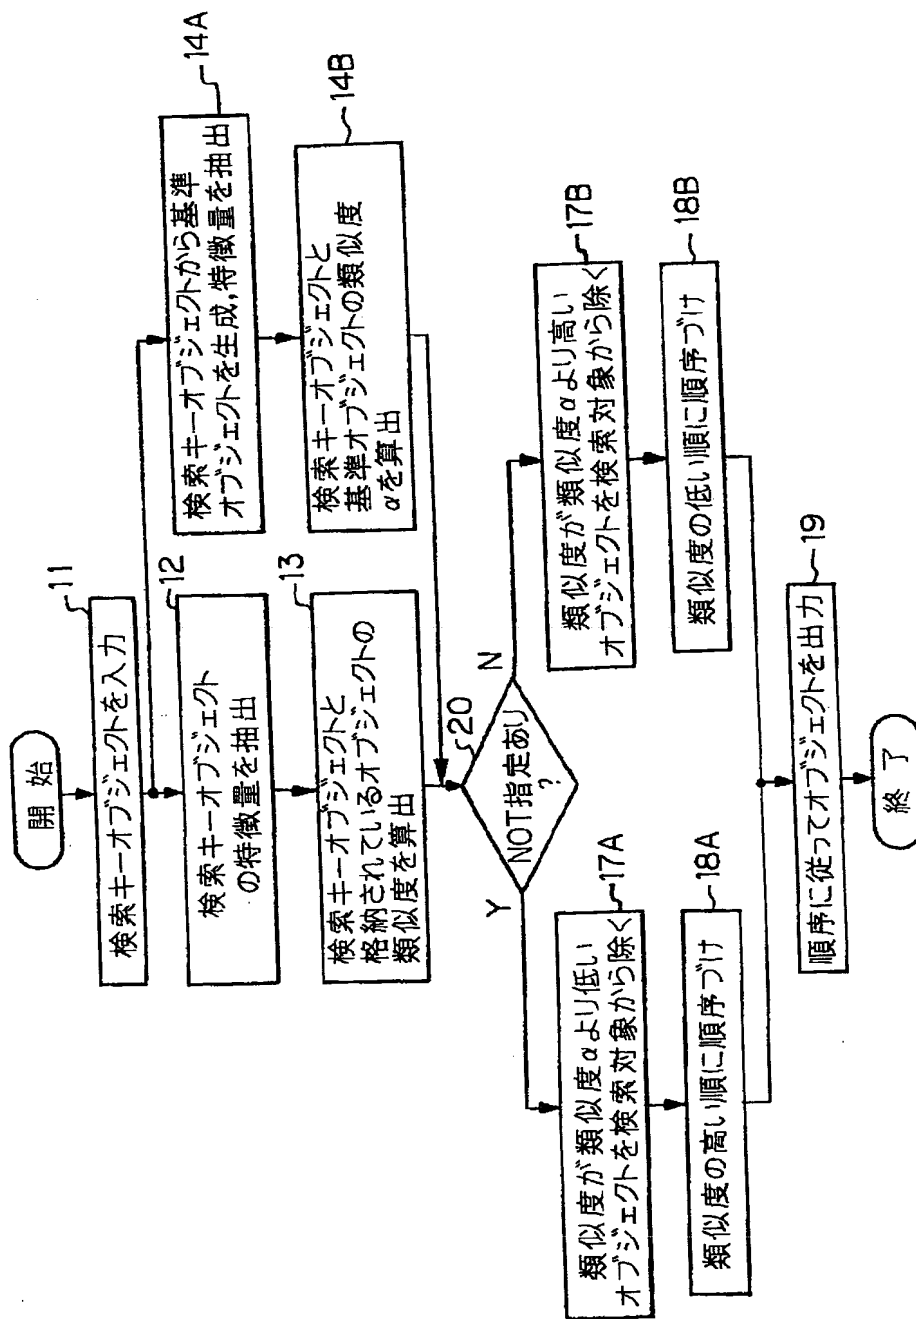 開始
11
検索キーオブジェクトを入力
12
検索キーオブジェクト
の特徴量を抽出
13
検索キーオブジェクトと
格納されているオブジェクトの
類似度を算出
14A
検索キーオブジェクトから基準
オブジェクトを生成,特徴量を抽出
14B
検索キーオブジェクトと
基準オブジェクトの類似度
αを算出
20
NOT指定あり
?
Y
N
17A
類似度が類似度αより低い
オブジェクトを検索対象から除く
18A
類似度の高い順に順序づけ
17B
類似度が類似度αより高い
オブジェクトを検索対象から除く
18B
類似度の低い順に順序づけ
19
順序に従ってオブジェクトを出力
終了